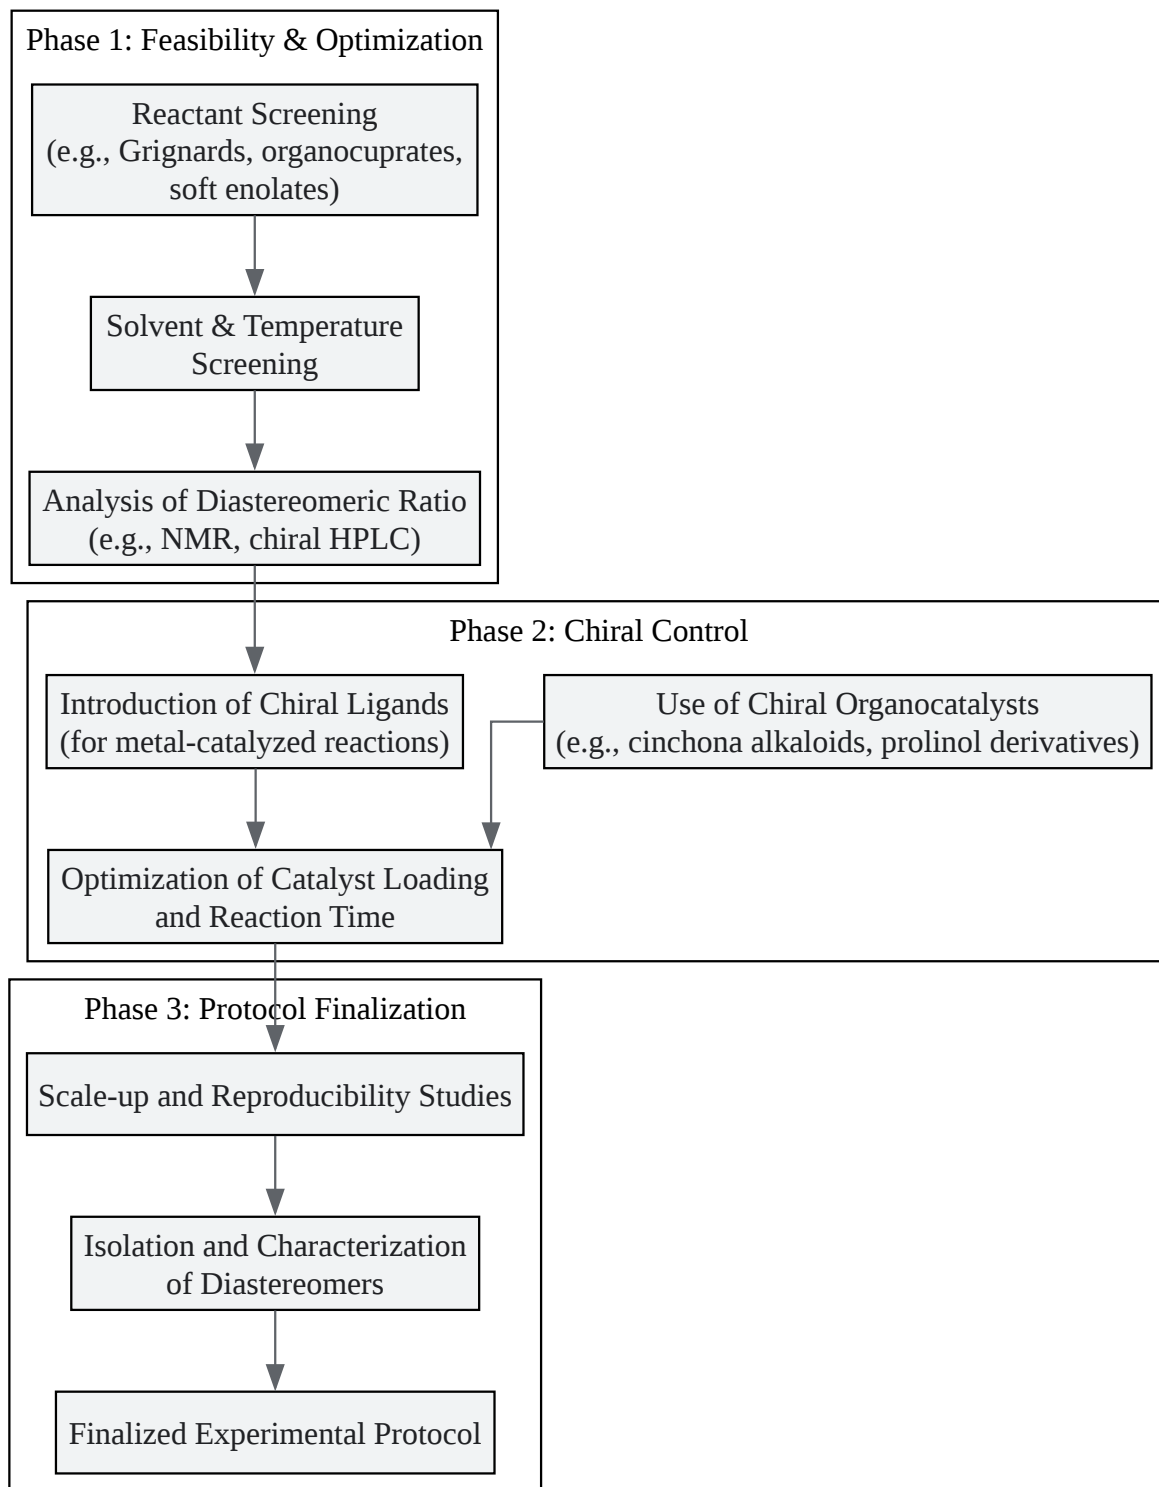 Phase 1: Feasibility & Optimization
Reactant Screening
(e.g., Grignards, organocuprates,
soft enolates)
Solvent & Temperature
Screening
Analysis of Diastereomeric Ratio
(e.g., NMR, chiral HPLC)
Phase 2: Chiral Control
Introduction of Chiral Ligands
(for metal-catalyzed reactions)
Use of Chiral Organocatalysts
(e.g., cinchona alkaloids, prolinol derivatives)
Optimization of Catalyst Loading
and Reaction Time
Phase 3: Protocol Finalization
Scale-up and Reproducibility Studies
Isolation and Characterization
of Diastereomers
Finalized Experimental Protocol